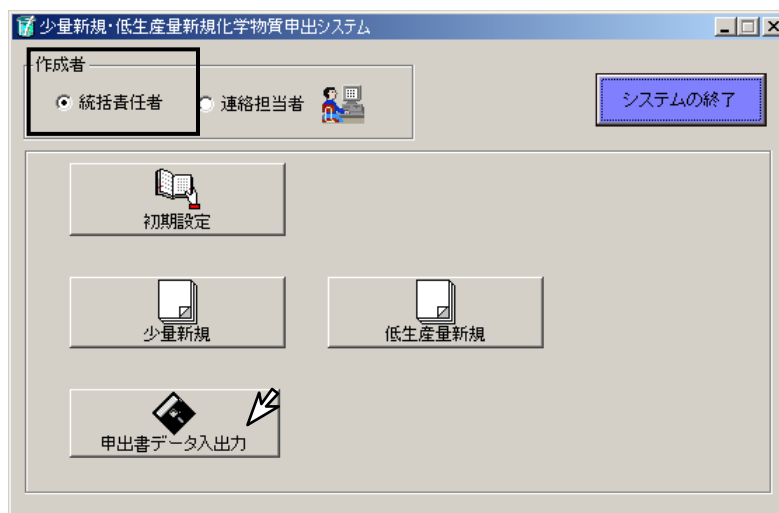 少量新規・低生産量新規化学物質申出システム
作成者
統括責任者
連絡担当者
システムの終了
初期設定
少量新規
低生産量新規
申出書データ入出力